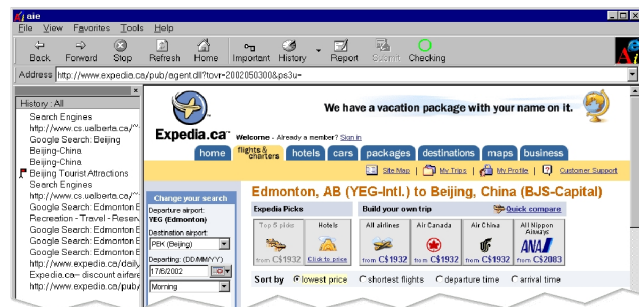 aie
File View Favorites Tools Help
Back Forward Stop Refresh Home Important History Report Submit Checking
Address http://www.expedia.ca/pub/agent.dll?tovr=2002050300&ps3u=
History : All
Search Engines
http://www.cs.ualberta.ca/~
Google Search: Beijing
Beijing-China
Beijing-China
Beijing Tourist Attractions
Search Engines
http://www.cs.ualberta.ca/~
Google Search: Edmonton E
Recreation - Travel - Reserv
Google Search: Edmonton E
Google Search: Edmonton E
http://www.expedia.ca/daily
Expedia.ca-- discount airfare
http://www.expedia.ca/pub/
We have a vacation package with your name on it.
Expedia.ca
Welcome - Already a member? Sign in
home flights & charters hotels cars packages destinations maps business
Site Map | My Trips | My Profile | Customer Support
Edmonton, AB (YEG-Intl.) to Beijing, China (BJS-Capital)
Change your search
Departure airport:
YEG (Edmonton)
Destination airport:
PEK (Beijing)
Departing: (DD/MM/YY)
17/6/2002
Morning
Expedia Picks
Build your own trip
Quick compare
Top 5 picks Hotels All airlines Air Canada Air China All Nippon Airways
ANA
from C$1932 Click to price from C$1932 from C$1932 from C$1932 from C$2083
Sort by lowest price shortest flights departure time arrival time